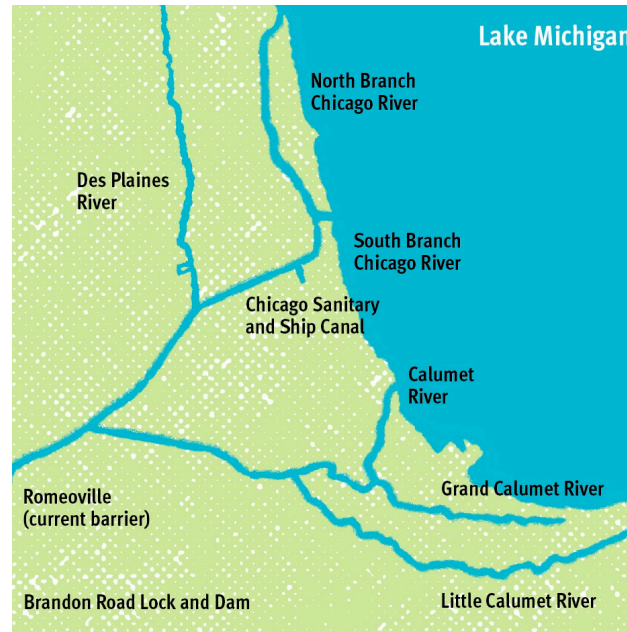 Lake Michigan
North Branch
Chicago River
Des Plaines
River
South Branch
Chicago River
Chicago Sanitary
and Ship Canal
Calumet
River
Grand Calumet River
Romeoville
(current barrier)
Brandon Road Lock and Dam
Little Calumet River